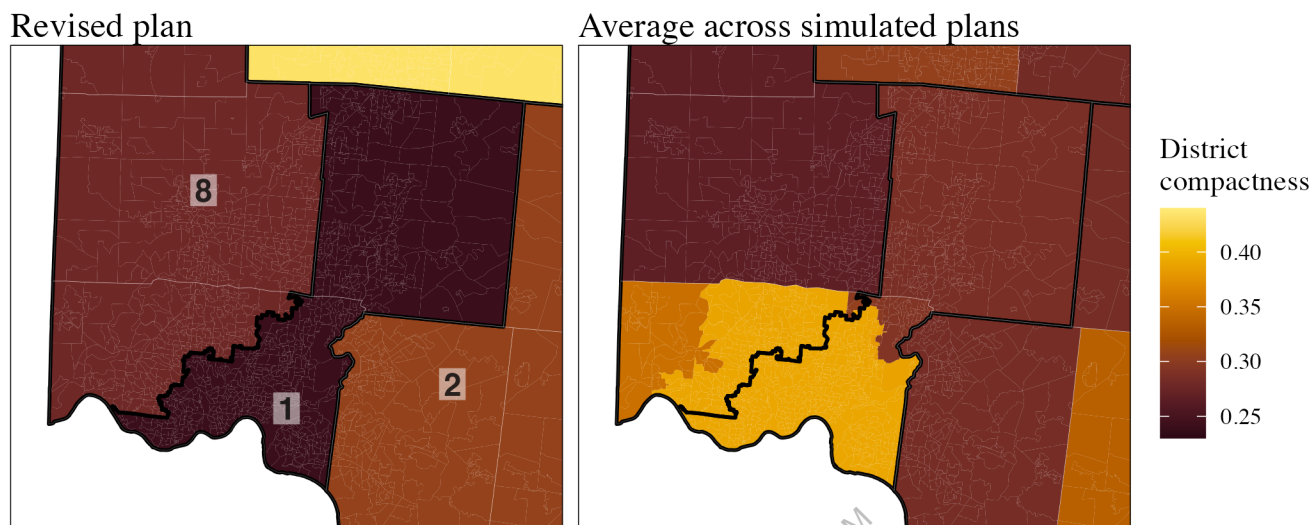 Revised plan
Average across simulated plans
8
1
2
District
compactness
0.40
0.35
0.30
0.25
M